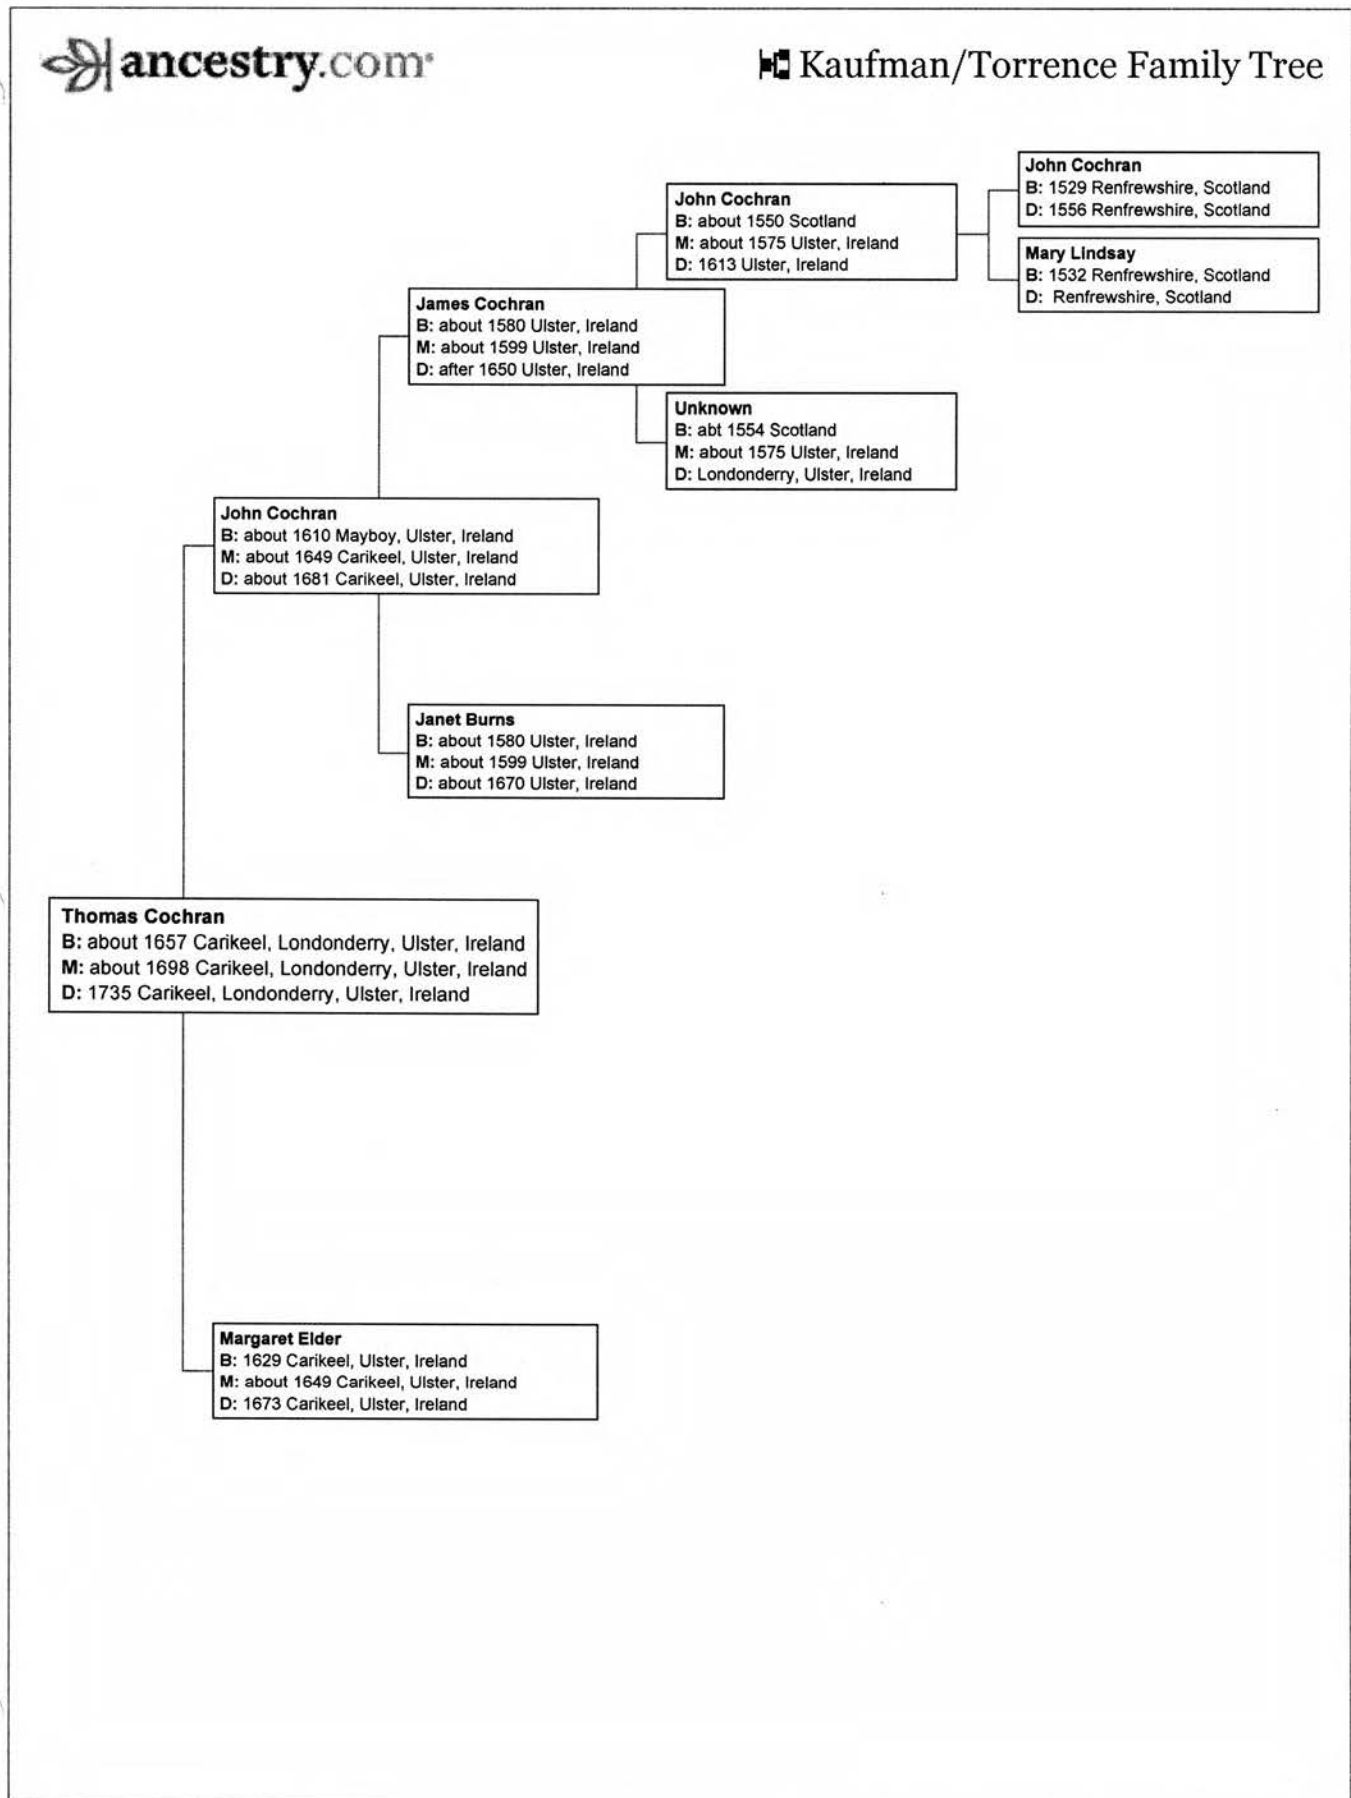 ancestry.com
Kaufman/Torrence Family Tree
John Cochran
B: 1529 Renfrewshire, Scotland
D: 1556 Renfrewshire, Scotland
John Cochran
B: about 1550 Scotland
M: about 1575 Ulster, Ireland
D: 1613 Ulster, Ireland
Mary Lindsay
B: 1532 Renfrewshire, Scotland
D: Renfrewshire, Scotland
James Cochran
B: about 1580 Ulster, Ireland
M: about 1599 Ulster, Ireland
D: after 1650 Ulster, Ireland
Unknown
B: abt 1554 Scotland
M: about 1575 Ulster, Ireland
D: Londonderry, Ulster, Ireland
John Cochran
B: about 1610 Mayboy, Ulster, Ireland
M: about 1649 Carikeel, Ulster, Ireland
D: about 1681 Carikeel, Ulster, Ireland
Janet Burns
B: about 1580 Ulster, Ireland
M: about 1599 Ulster, Ireland
D: about 1670 Ulster, Ireland
Thomas Cochran
B: about 1657 Carikeel, Londonderry, Ulster, Ireland
M: about 1698 Carikeel, Londonderry, Ulster, Ireland
D: 1735 Carikeel, Londonderry, Ulster, Ireland
Margaret Elder
B: 1629 Carikeel, Ulster, Ireland
M: about 1649 Carikeel, Ulster, Ireland
D: 1673 Carikeel, Ulster, Ireland